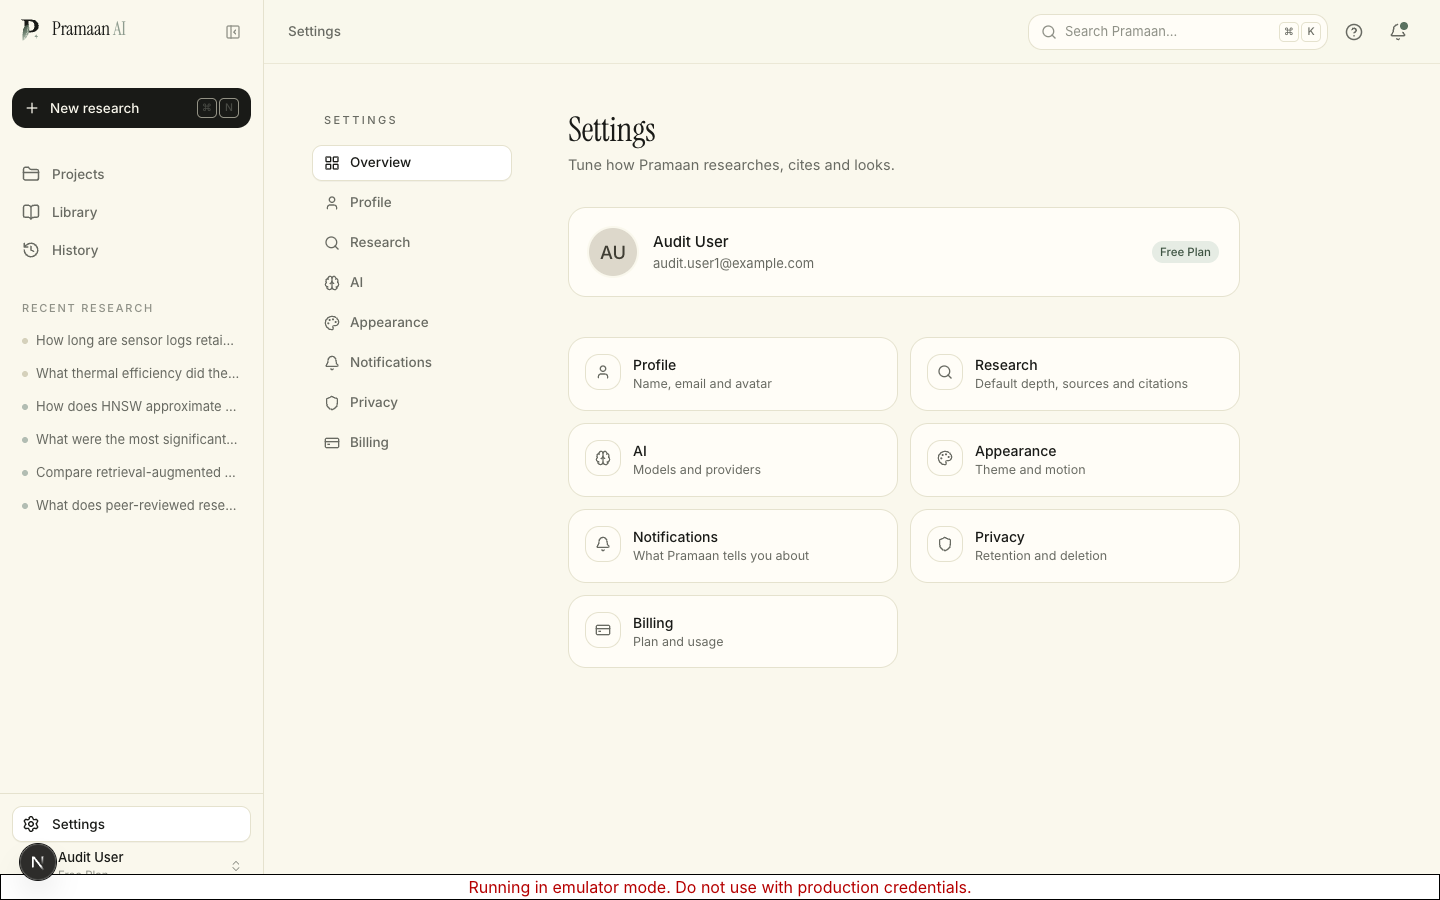 Pramaan AI
Settings
Search Pramaan...
⌘ K
New research
⌘ N
Projects
Library
History
RECENT RESEARCH
How long are sensor logs retai...
What thermal efficiency did the...
How does HNSW approximate ...
What were the most significant...
Compare retrieval-augmented ...
What does peer-reviewed rese...
Settings
N
Audit User
Free Plan
SETTINGS
Overview
Profile
Research
AI
Appearance
Notifications
Privacy
Billing
Settings
Tune how Pramaan researches, cites and looks.
AU
Audit User
audit.user1@example.com
Free Plan
Profile
Name, email and avatar
Research
Default depth, sources and citations
AI
Models and providers
Appearance
Theme and motion
Notifications
What Pramaan tells you about
Privacy
Retention and deletion
Billing
Plan and usage
Running in emulator mode. Do not use with production credentials.